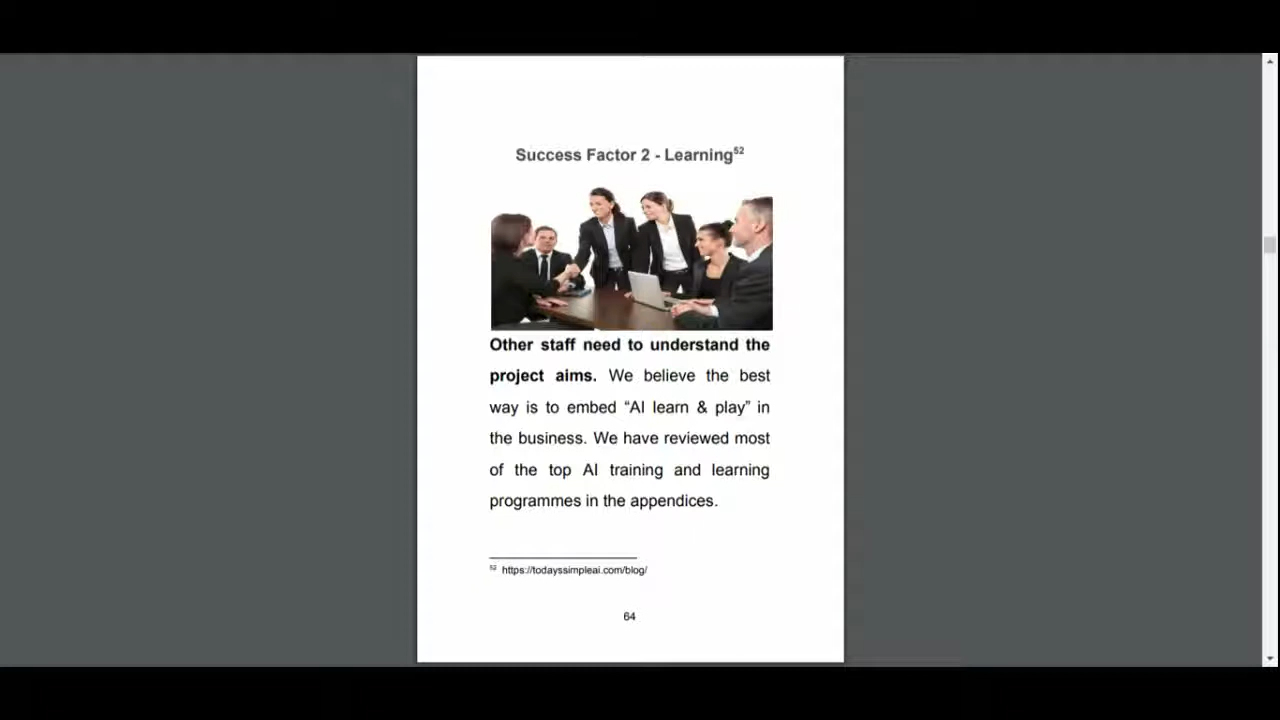 Success Factor 2 - Learning52
Other staff need to understand the
project aims. We believe the best
way is to embed “AI learn & play” in
the business. We have reviewed most
of the top AI training and learning
programmes in the appendices.
52 https://todayssimpleai.com/blog/
64